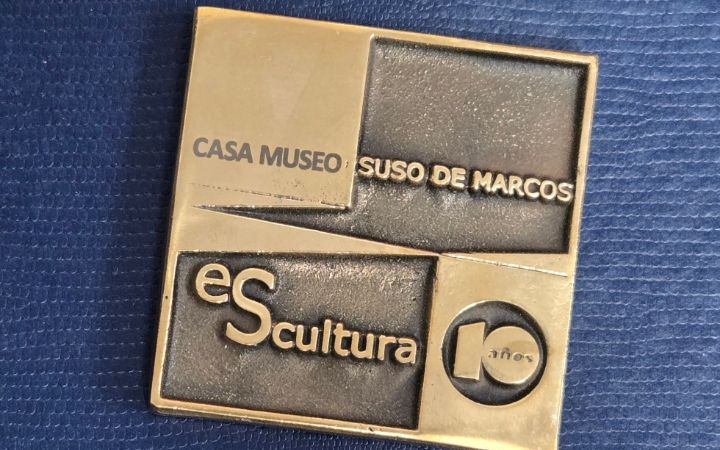 CASA MUSEO SUSO DE MARCOS
eScultura
10 años